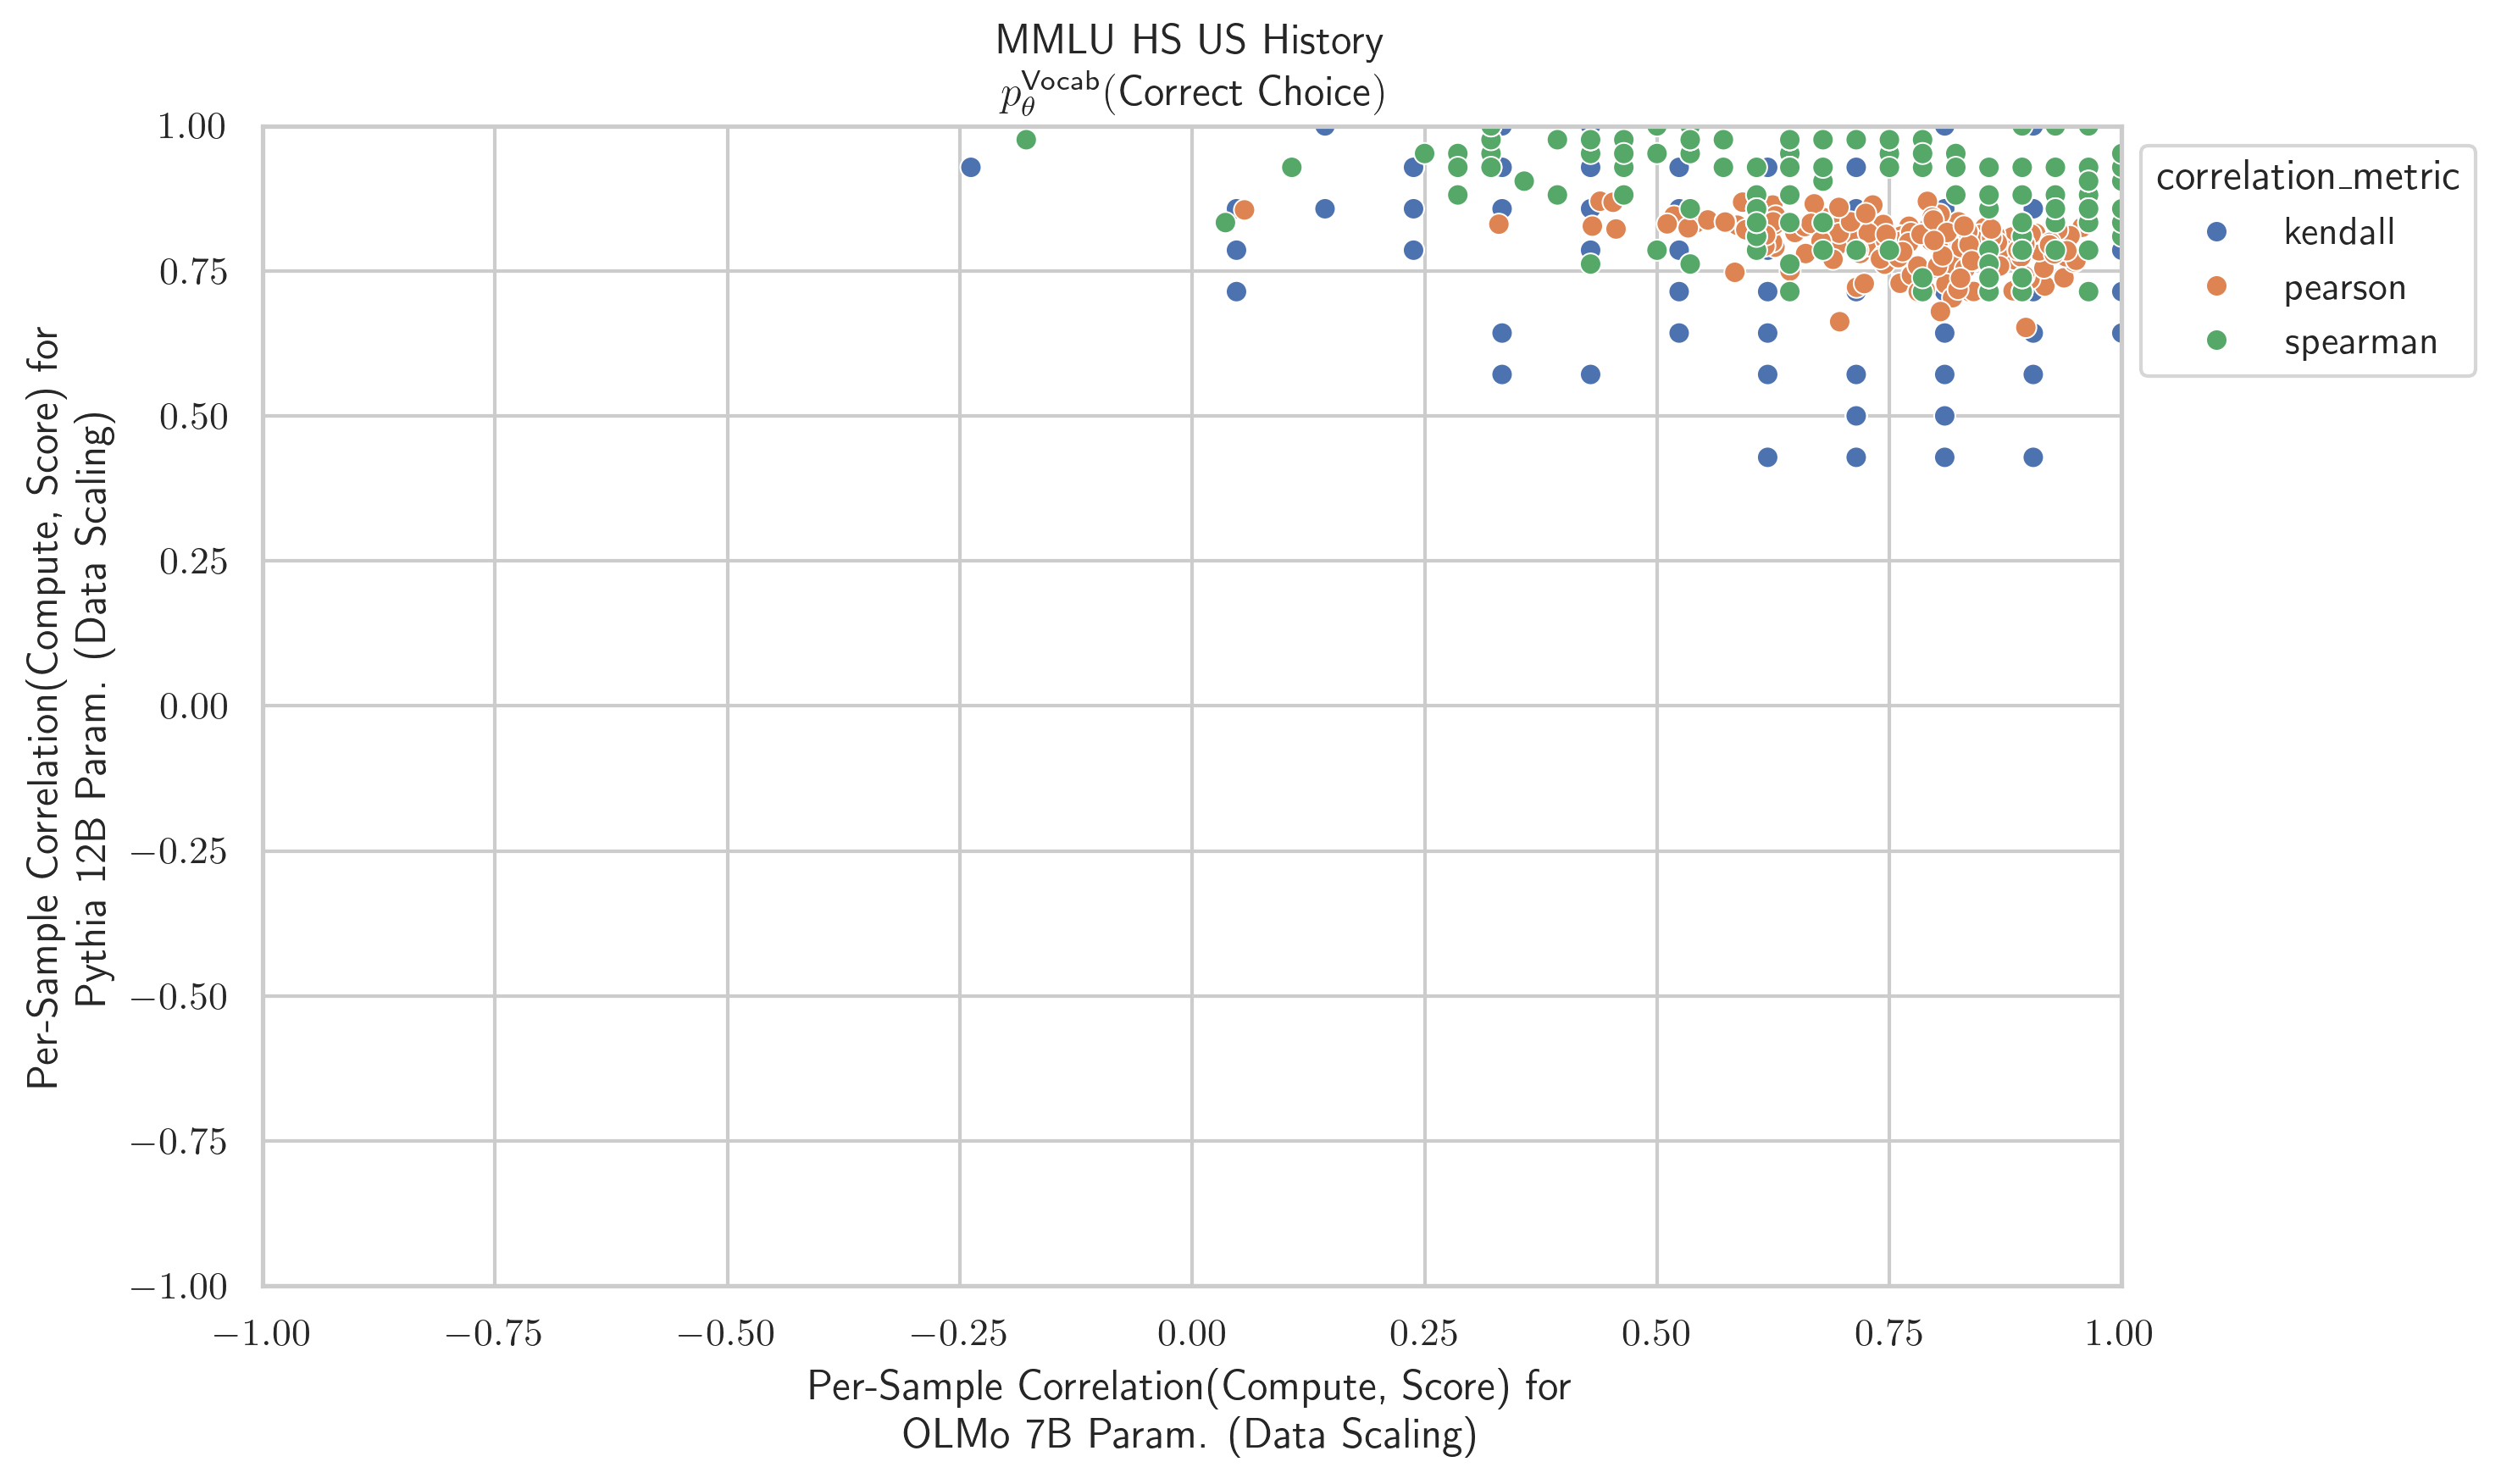 MMLU HS US History
p_θ^Vocab(Correct Choice)
1.00
0.75
0.50
0.25
0.00
−0.25
−0.50
−0.75
−1.00
Per-Sample Correlation(Compute, Score) for
Pythia 12B Param. (Data Scaling)
−1.00 −0.75 −0.50 −0.25 0.00 0.25 0.50 0.75 1.00
Per-Sample Correlation(Compute, Score) for
OLMo 7B Param. (Data Scaling)
correlation_metric
kendall
pearson
spearman